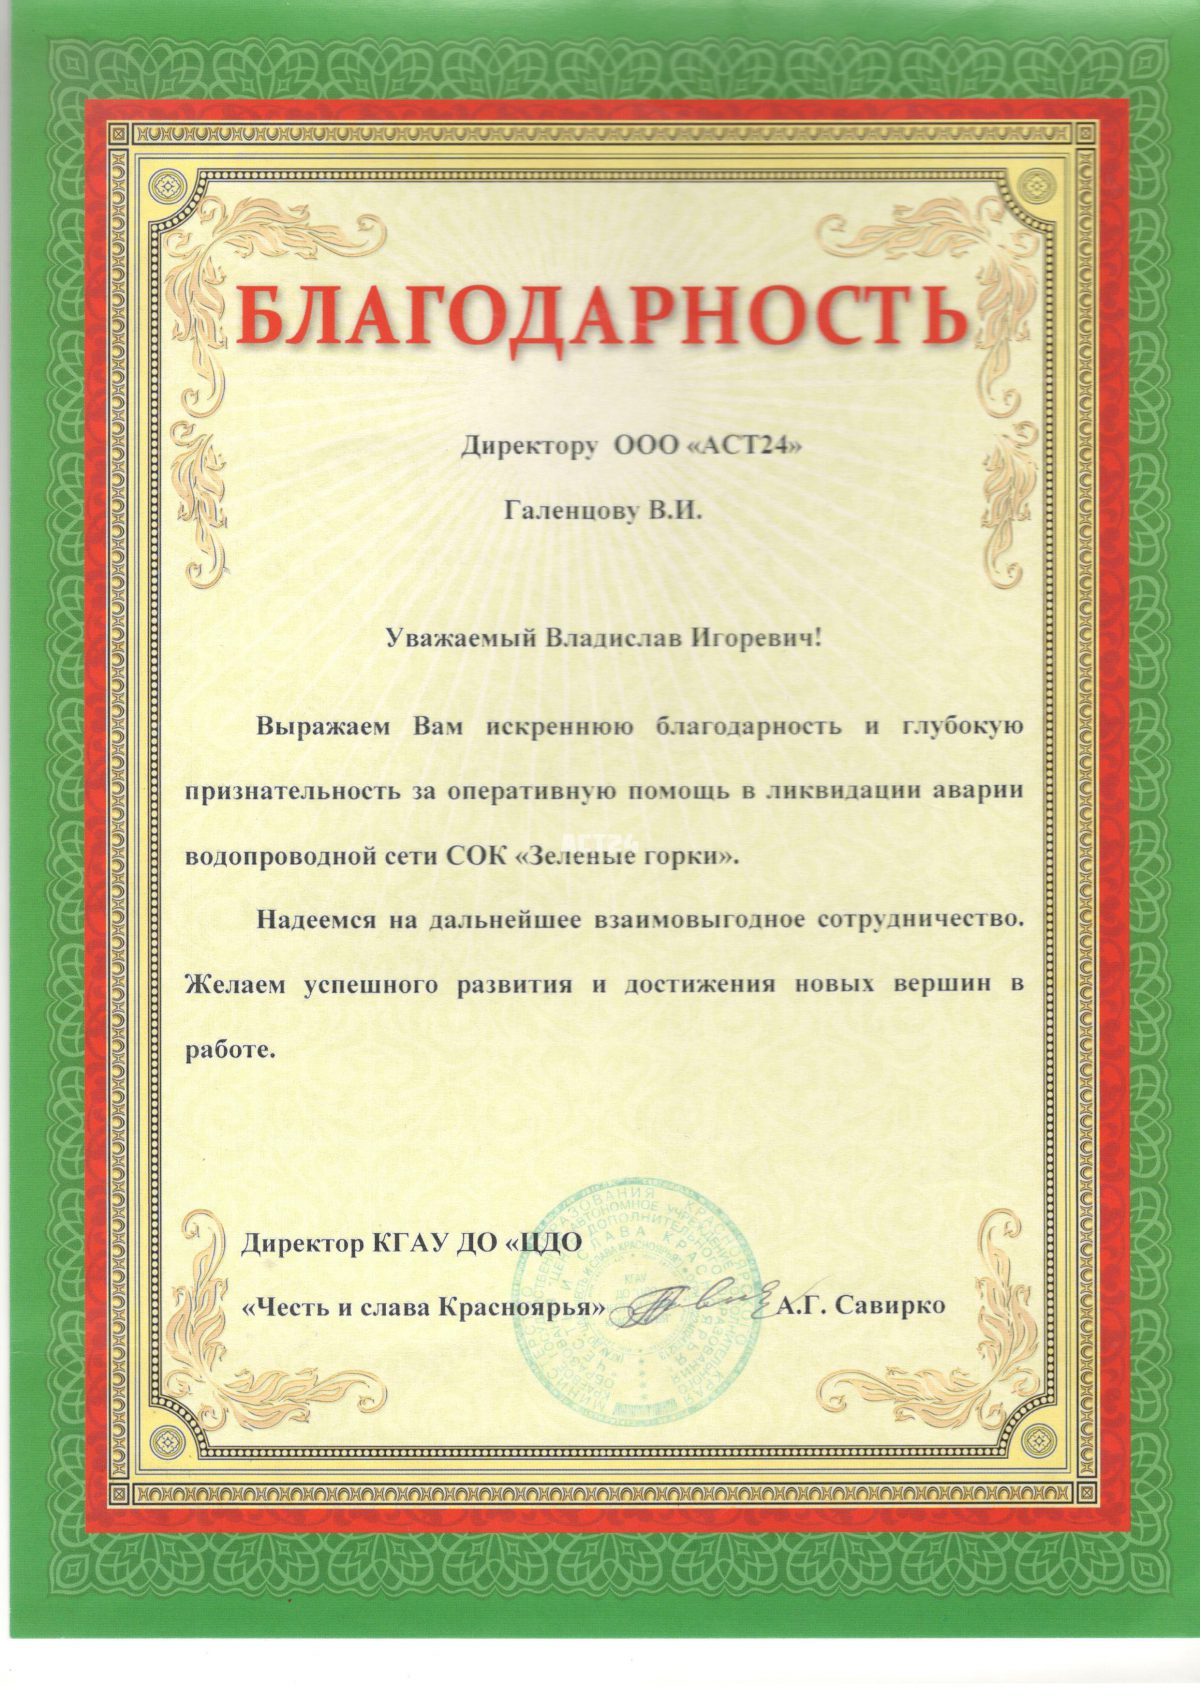 БЛАГОДАРНОСТЬ
Директору ООО «АСТ24»
Галенцову В.И.
Уважаемый Владислав Игоревич!
Выражаем Вам искреннюю благодарность и глубокую
признательность за оперативную помощь в ликвидации аварии
водопроводной сети СОК «Зеленые горки».
АСТ24
Надеемся на дальнейшее взаимовыгодное сотрудничество.
Желаем успешного развития и достижения новых вершин в
работе.
Директор КГАУ ДО «ЦДО
«Честь и слава Красноярья» А.Г. Савирко